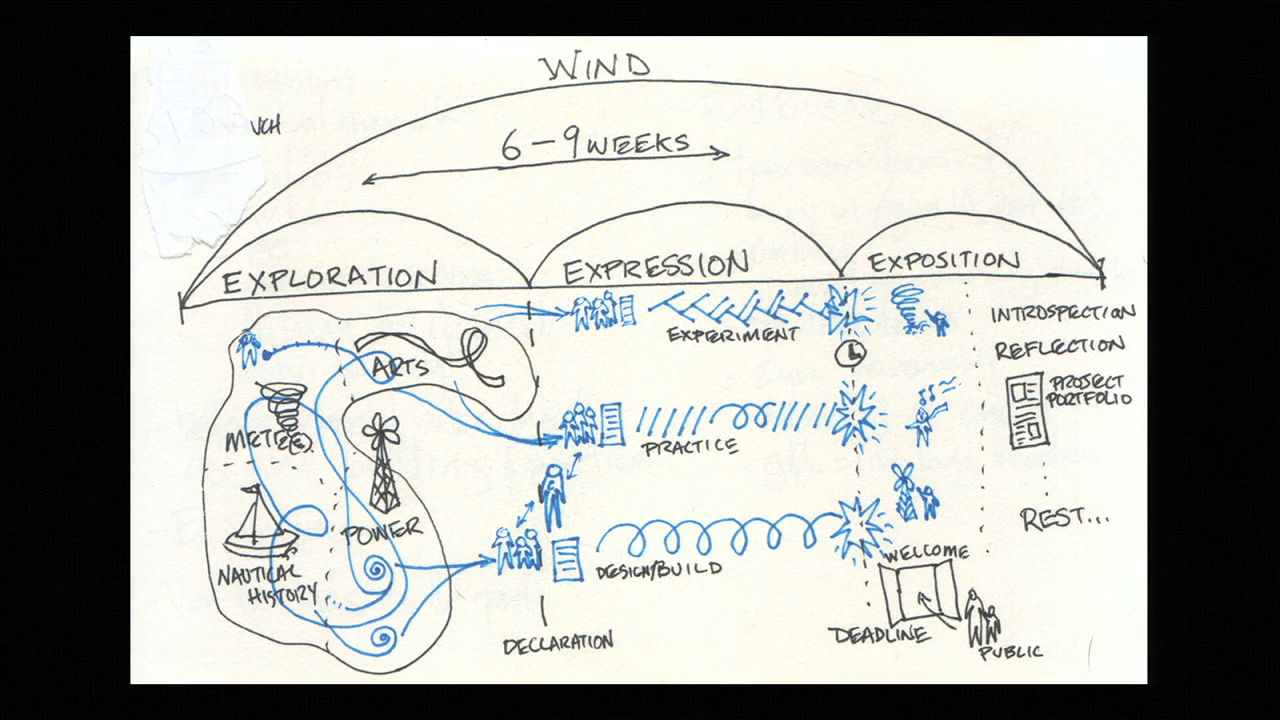 WIND
VCH
6-9 WEEKS
EXPLORATION
EXPRESSION
EXPOSITION
EXPERIMENT
INTROSPECTION
REFLECTION
ARTS
PROJECT
PORTFOLIO
METEO.
PRACTICE
POWER
REST...
NAUTICAL
HISTORY
DESIGN/BUILD
WELCOME
DECLARATION
DEADLINE
PUBLIC